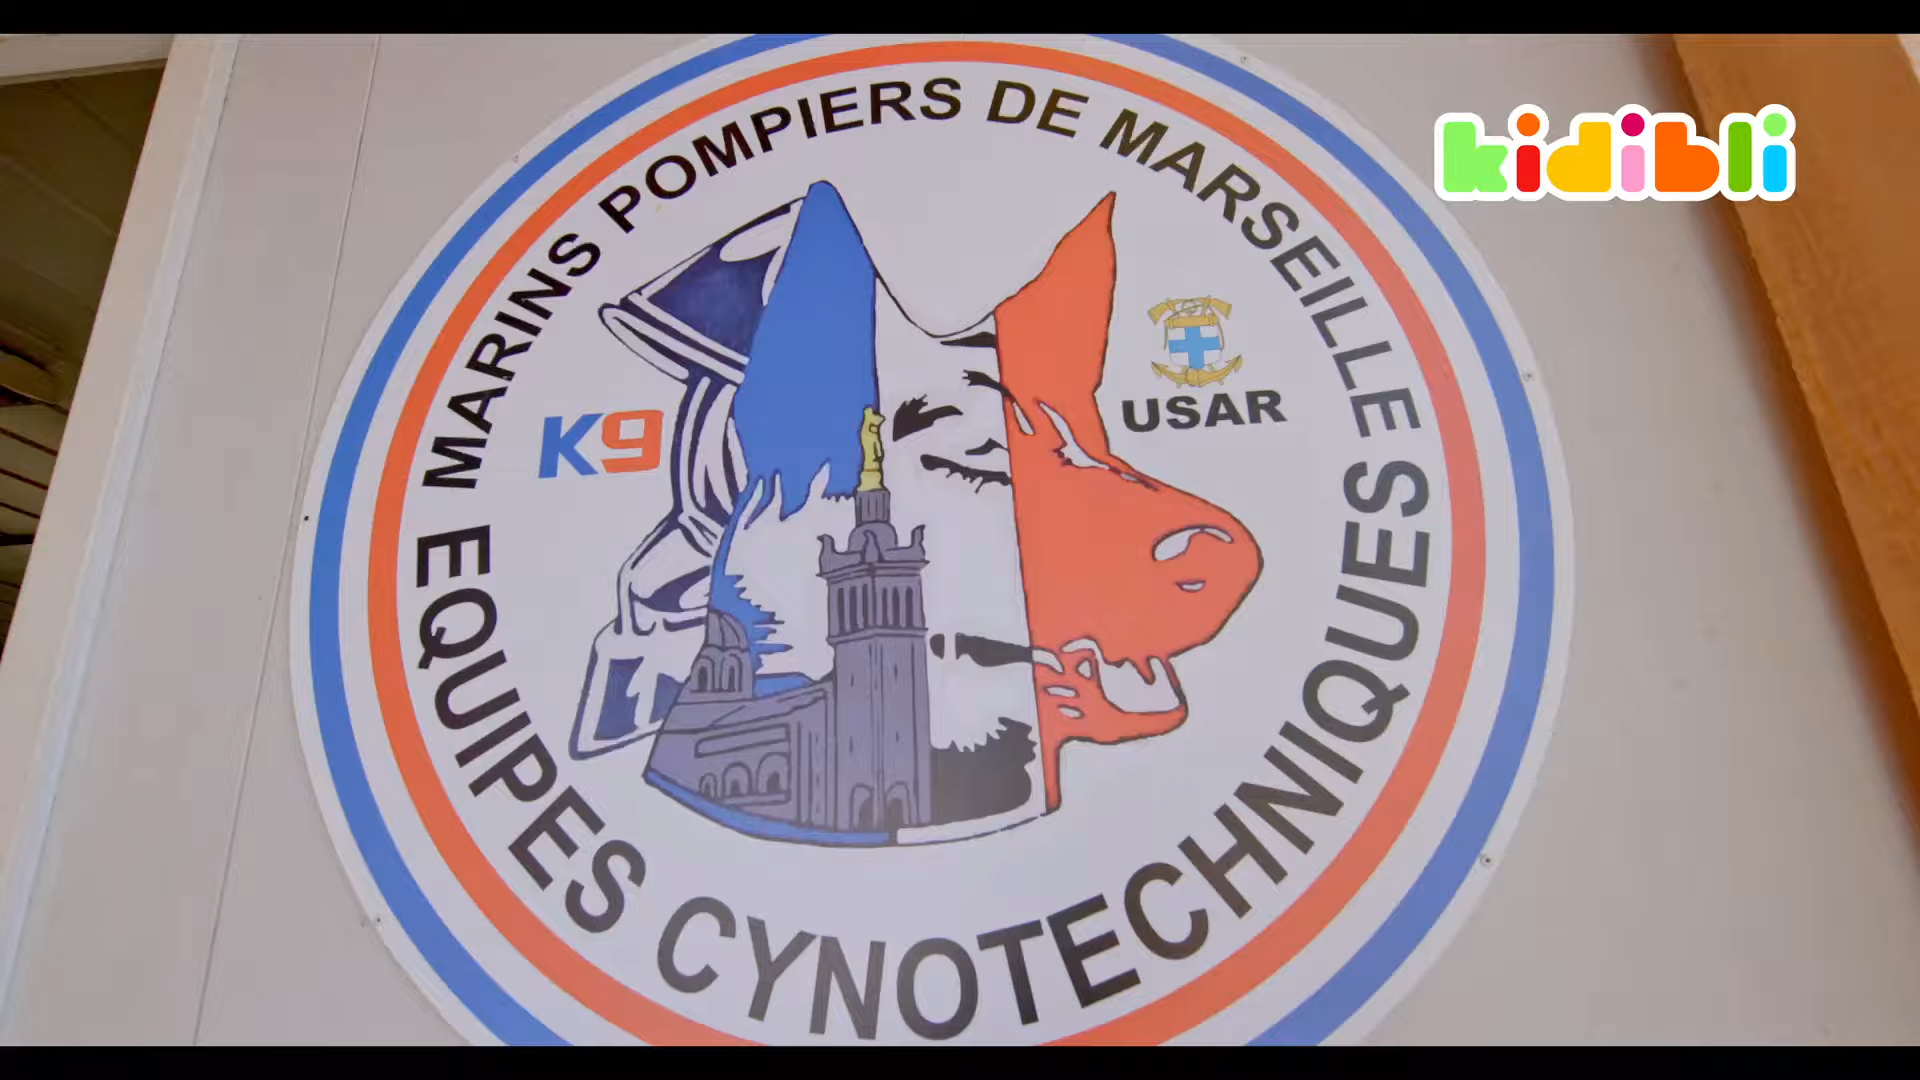 kidibli
MARINS POMPIERS DE MARSEILLE
K9
USAR
EQUIPES CYNOTECHNIQUES